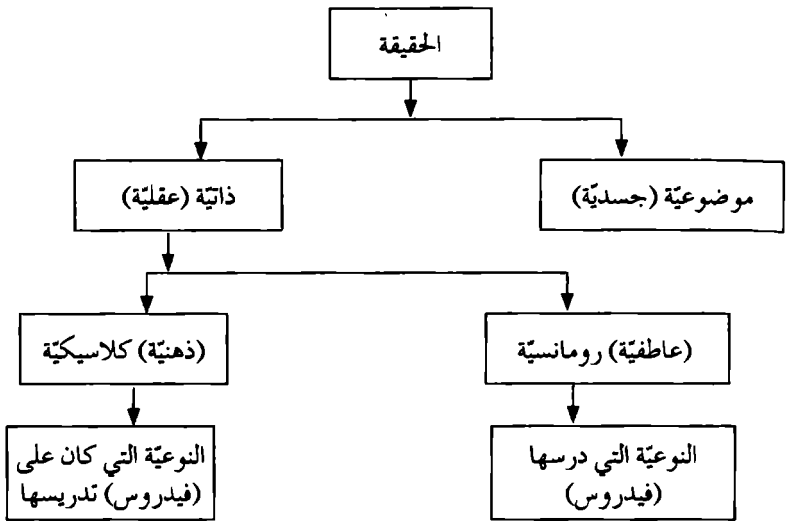 الحقيقة
موضوعيّة (جسديّة)
ذاتيّة (عقليّة)
(عاطفيّة) رومانسيّة
(ذهنيّة) كلاسيكيّة
النوعيّة التي درسها
(فيدروس)
النوعيّة التي كان على
(فيدروس) تدريسها